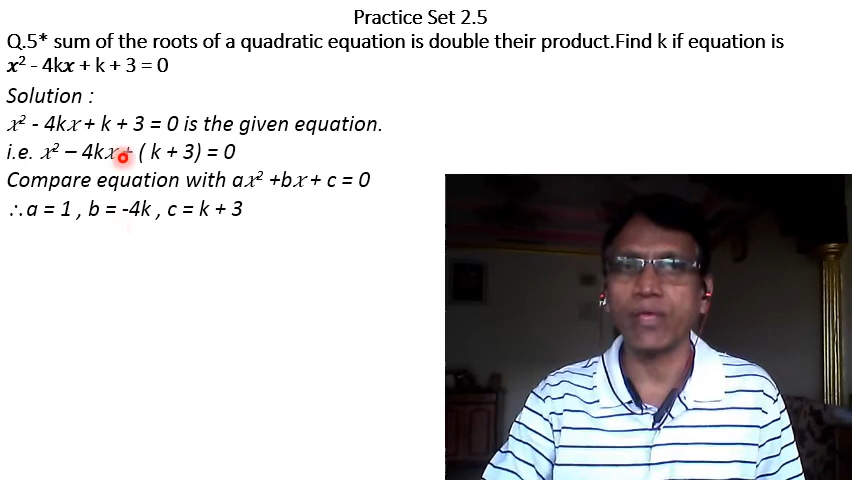 Practice Set 2.5
Q.5* sum of the roots of a quadratic equation is double their product.Find k if equation is
x² - 4kx + k + 3 = 0
Solution :
x² - 4kx + k + 3 = 0 is the given equation.
i.e. x² – 4kx + ( k + 3) = 0
Compare equation with ax² +bx + c = 0
∴a = 1 , b = -4k , c = k + 3